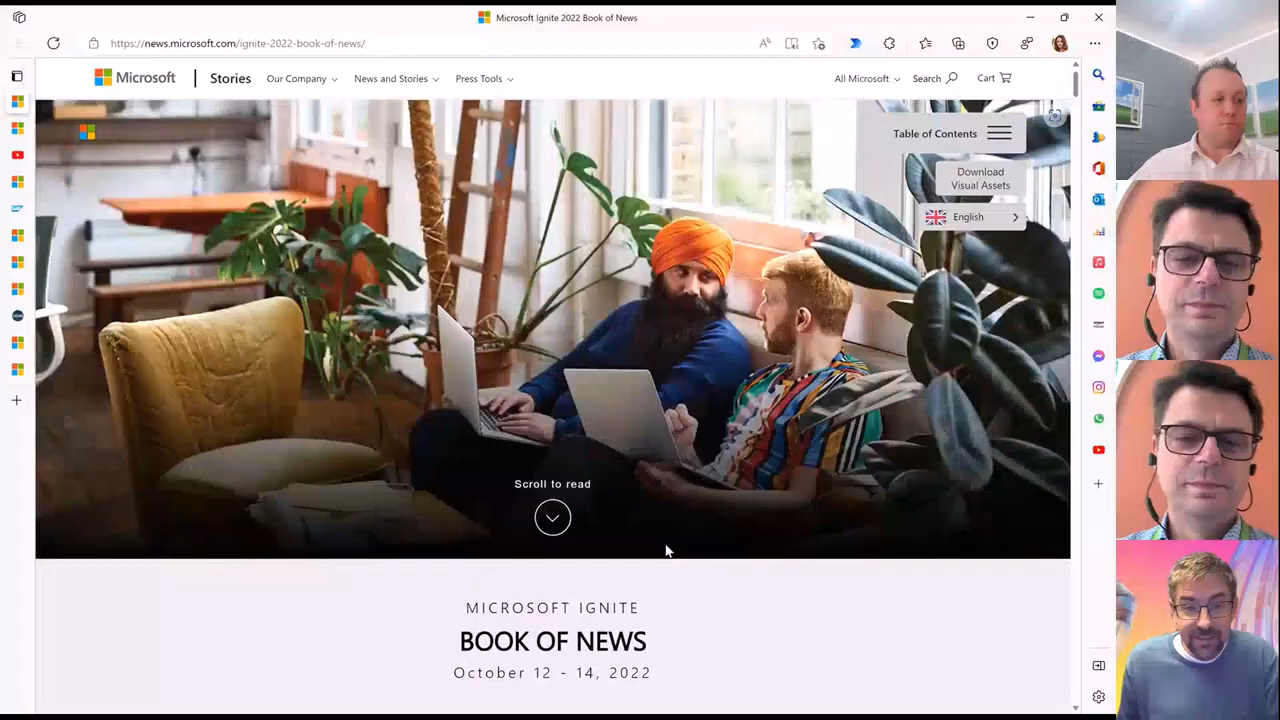 Microsoft Ignite 2022 Book of News
https://news.microsoft.com/ignite-2022-book-of-news/
Microsoft
Stories
Our Company
News and Stories
Press Tools
All Microsoft
Search
Cart
Table of Contents
Download
Visual Assets
English
Scroll to read
MICROSOFT IGNITE
BOOK OF NEWS
October 12 - 14, 2022